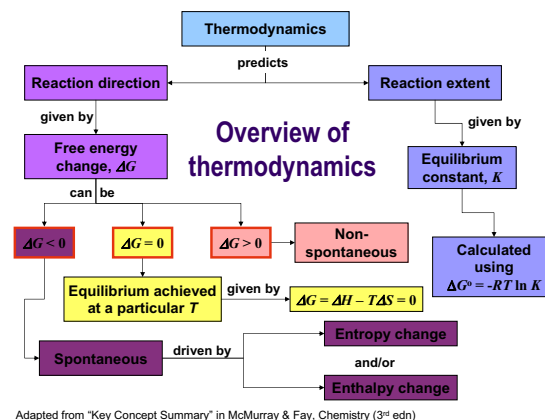 Thermodynamics
predicts
Reaction direction
Reaction extent
given by
given by
Overview of
thermodynamics
Free energy
change, ΔG
Equilibrium
constant, K
can be
ΔG < 0
ΔG = 0
ΔG > 0
Non-
spontaneous
Calculated
using
ΔG° = -RT ln K
Equilibrium achieved
at a particular T
given by
ΔG = ΔH – TΔS = 0
Spontaneous
driven by
Entropy change
and/or
Enthalpy change
Adapted from "Key Concept Summary" in McMurray & Fay, Chemistry (3rd edn)